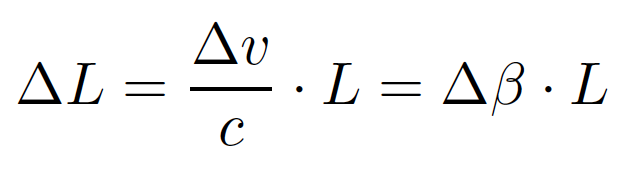 ΔL = Δv/c · L = Δβ · L